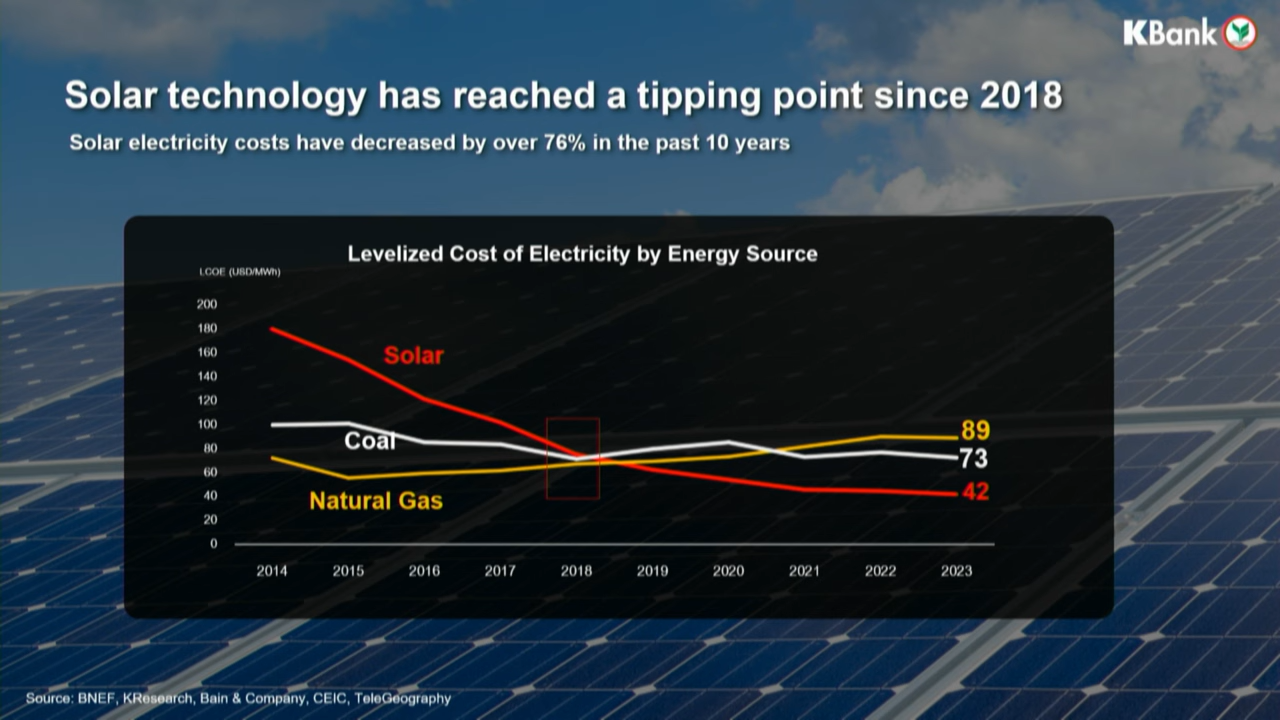 KBank
Solar technology has reached a tipping point since 2018
Solar electricity costs have decreased by over 76% in the past 10 years
Levelized Cost of Electricity by Energy Source
LCOE (USD/MWh)
200
180
160
140
120
100
80
60
40
20
0
Solar
Coal
Natural Gas
89
73
42
2014 2015 2016 2017 2018 2019 2020 2021 2022 2023
Source: BNEF, KResearch, Bain & Company, CEIC, TeleGeography